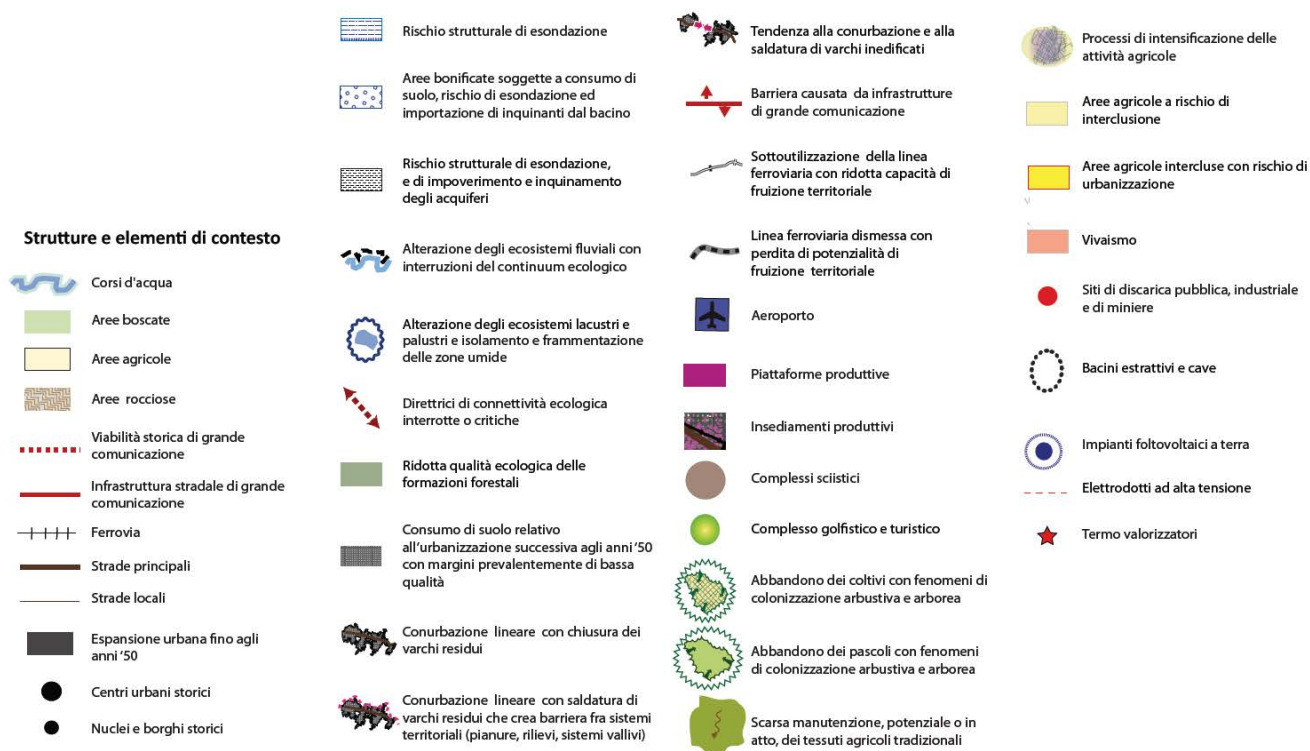 Strutture e elementi di contesto
Corsi d'acqua
Aree boscate
Aree agricole
Aree rocciose
Viabilità storica di grande
comunicazione
Infrastruttura stradale di grande
comunicazione
Ferrovia
Strade principali
Strade locali
Espansione urbana fino agli
anni '50
Centri urbani storici
Nuclei e borghi storici
Rischio strutturale di esondazione
Aree bonificate soggette a consumo di
suolo, rischio di esondazione ed
importazione di inquinanti dal bacino
Rischio strutturale di esondazione,
e di impoverimento e inquinamento
degli acquiferi
Alterazione degli ecosistemi fluviali con
interruzioni del continuum ecologico
Alterazione degli ecosistemi lacustri e
palustri e isolamento e frammentazione
delle zone umide
Direttrici di connettività ecologica
interrotte o critiche
Ridotta qualità ecologica delle
formazioni forestali
Consumo di suolo relativo
all'urbanizzazione successiva agli anni '50
con margini prevalentemente di bassa
qualità
Conurbazione lineare con chiusura dei
varchi residui
Conurbazione lineare con saldatura di
varchi residui che crea barriera fra sistemi
territoriali (pianure, rilievi, sistemi vallivi)
Tendenza alla conurbazione e alla
saldatura di varchi inedificati
Barriera causata da infrastrutture
di grande comunicazione
Sottoutilizzazione della linea
ferroviaria con ridotta capacità di
fruizione territoriale
Linea ferroviaria dismessa con
perdita di potenzialità di
fruizione territoriale
Aeroporto
Piattaforme produttive
Insediamenti produttivi
Complessi sciistici
Complesso golfistico e turistico
Abbandono dei coltivi con fenomeni di
colonizzazione arbustiva e arborea
Abbandono dei pascoli con fenomeni
di colonizzazione arbustiva e arborea
Scarsa manutenzione, potenziale o in
atto, dei tessuti agricoli tradizionali
Processi di intensificazione delle
attività agricole
Aree agricole a rischio di
interclusione
Aree agricole intercluse con rischio di
urbanizzazione
Vivaismo
Siti di discarica pubblica, industriale
e di miniere
Bacini estrattivi e cave
Impianti foltovoltaici a terra
Elettrodotti ad alta tensione
Termo valorizzatori